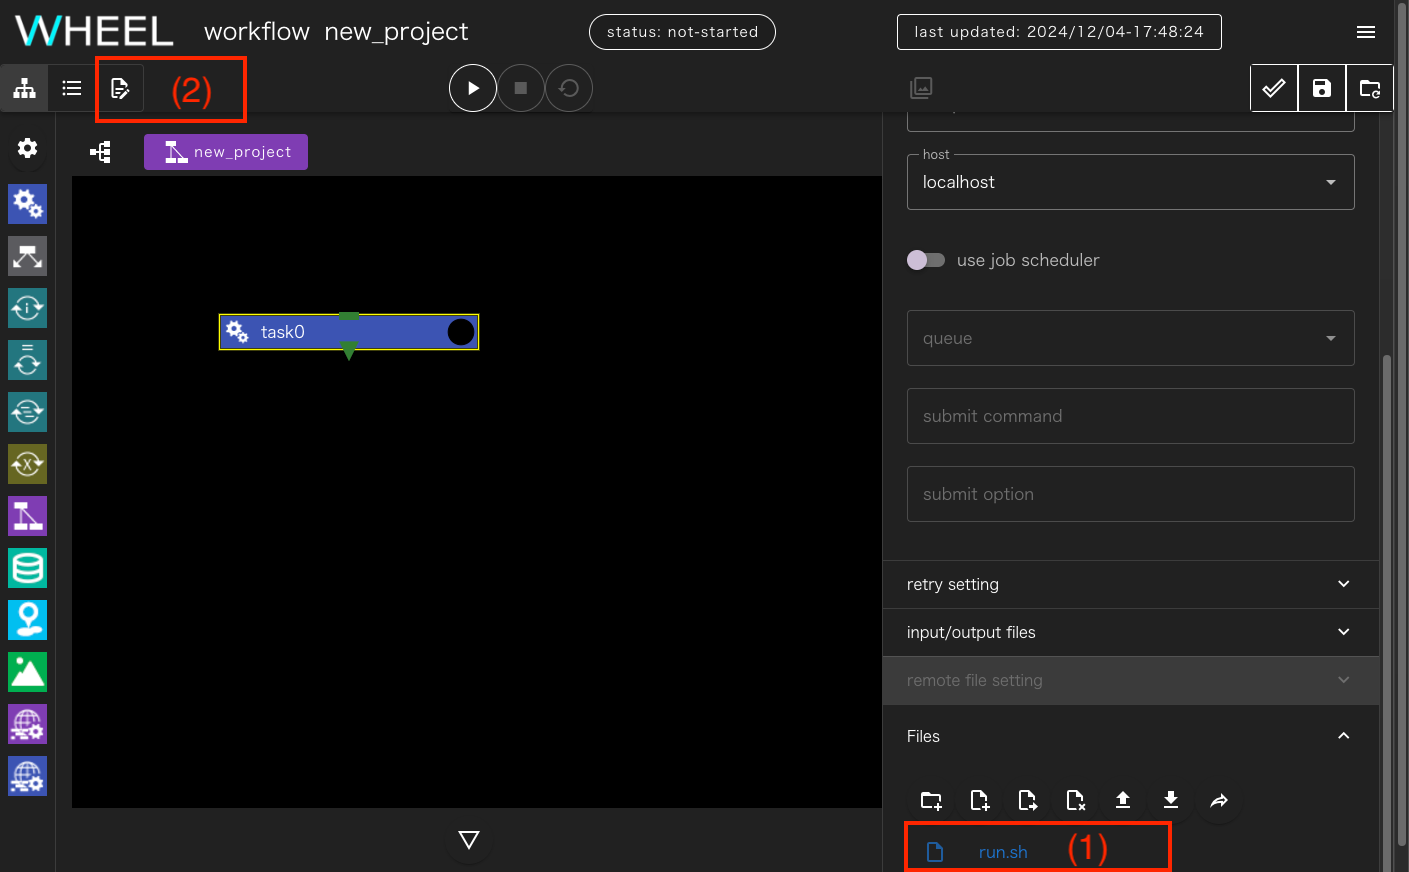 WHEEL workflow new_project status: not-started last updated: 2024/12/04-17:48:24
(2)
new_project
host
localhost
use job scheduler
queue
task0
submit command
submit option
retry setting
input/output files
remote file setting
Files
run.sh (1)